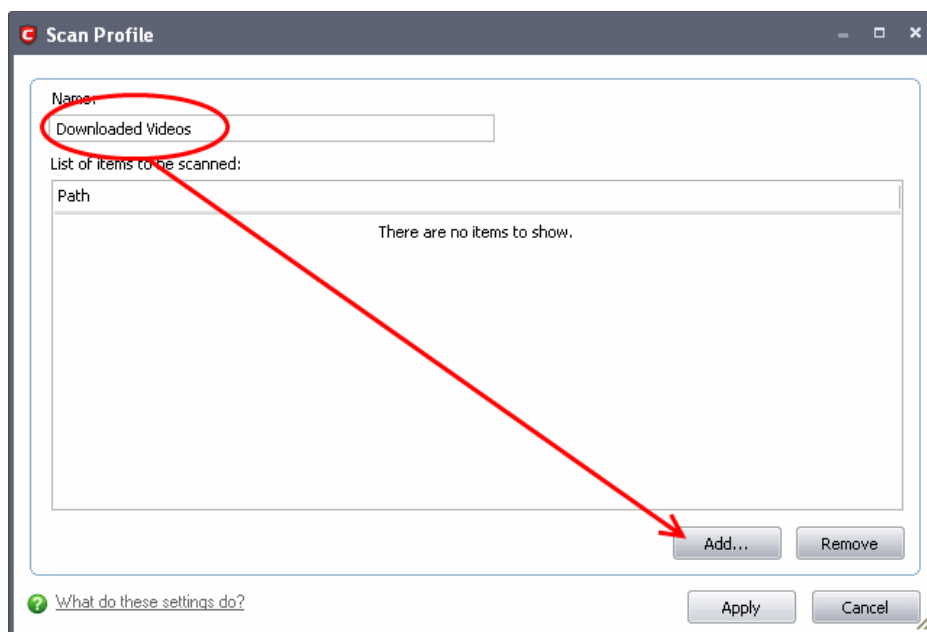 Scan Profile
Name:
Downloaded Videos
List of items to be scanned:
Path
There are no items to show.
Add...
Remove
What do these settings do?
Apply
Cancel